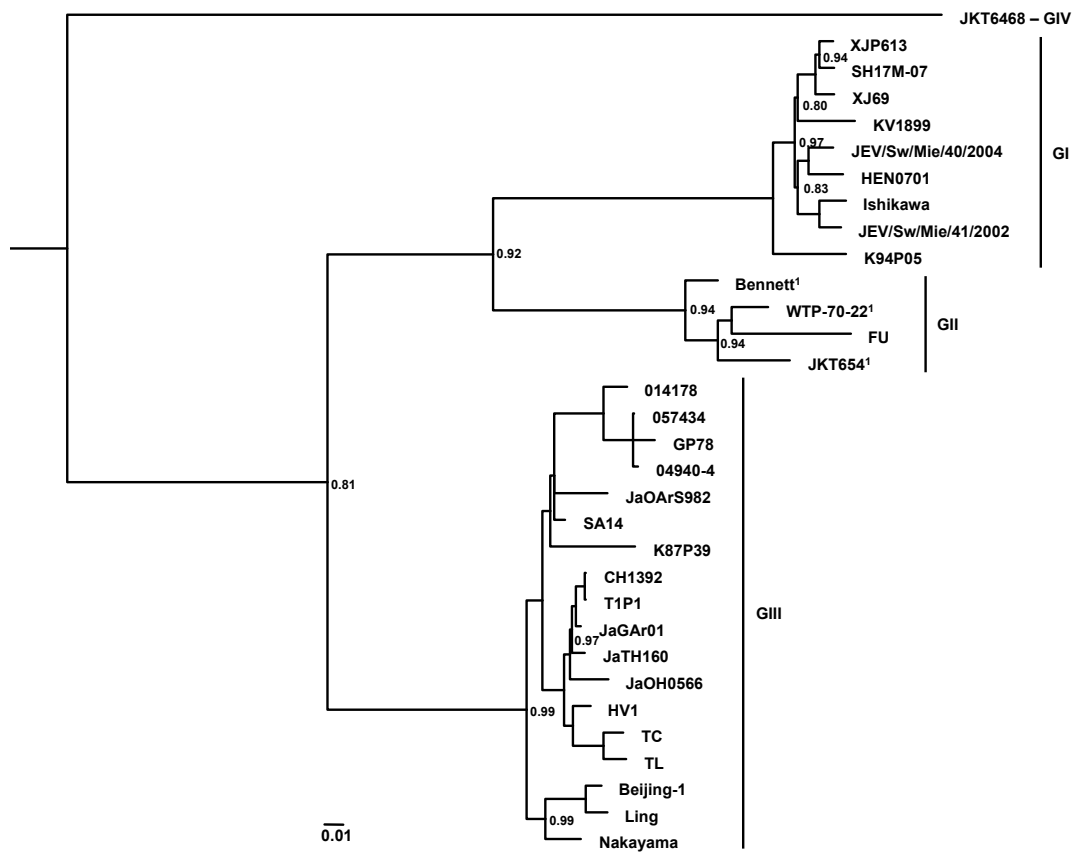 JKT6468 – GIV
XJP613
0.94
SH17M-07
XJ69
0.80
KV1899
0.97
JEV/Sw/Mie/40/2004
GI
HEN0701
0.83
Ishikawa
JEV/Sw/Mie/41/2002
0.92
K94P05
Bennett¹
0.94
WTP-70-22¹
GII
FU
0.94
JKT654¹
014178
057434
GP78
04940-4
0.81
JaOArS982
SA14
K87P39
CH1392
T1P1
GIII
JaGAr01
0.97
JaTH160
JaOH0566
0.99
HV1
TC
TL
Beijing-1
Ling
0.99
0.01
Nakayama